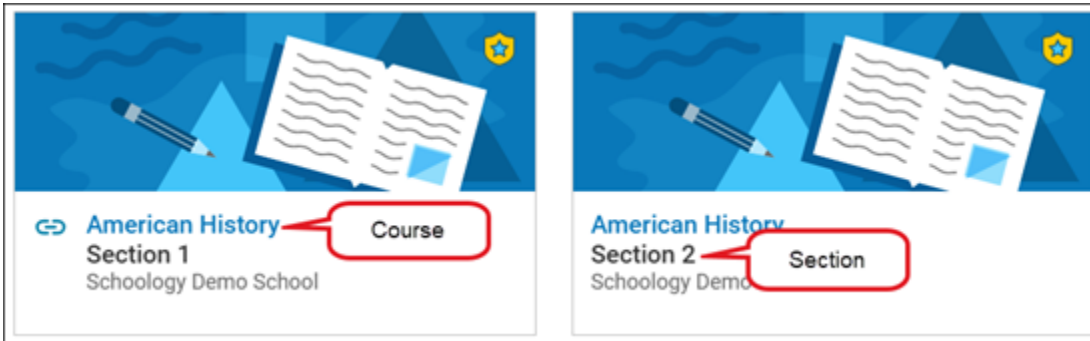 American History
Course
Section 1
Schoology Demo School
American History
Section 2
Section
Schoology Demo